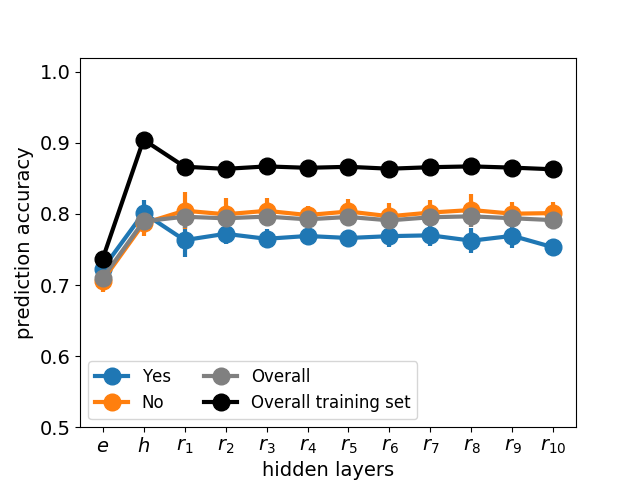 prediction accuracy
1.0
0.9
0.8
0.7
0.6
0.5
Yes
No
Overall
Overall training set
e h r₁ r₂ r₃ r₄ r₅ r₆ r₇ r₈ r₉ r₁₀
hidden layers